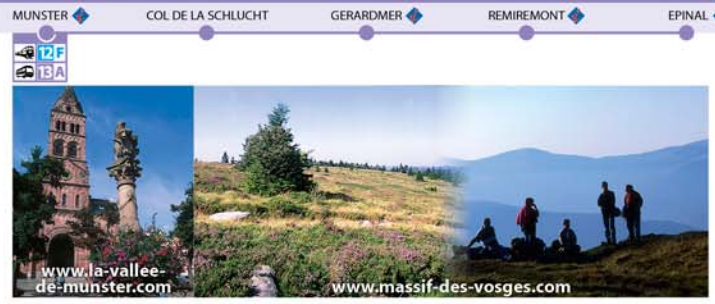 MUNSTER COL DE LA SCHLUCHT GERARDMER REMIREMONT EPINAL
12 F
13 A
www.la-vallee-
de-munster.com
www.massif-des-vosges.com